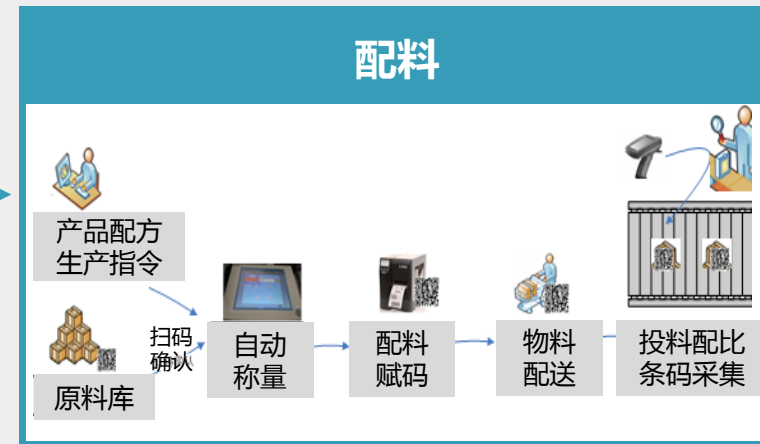 配料
产品配方
生产指令
扫码
确认
原料库
自动
称量
配料
赋码
物料
配送
投料配比
条码采集